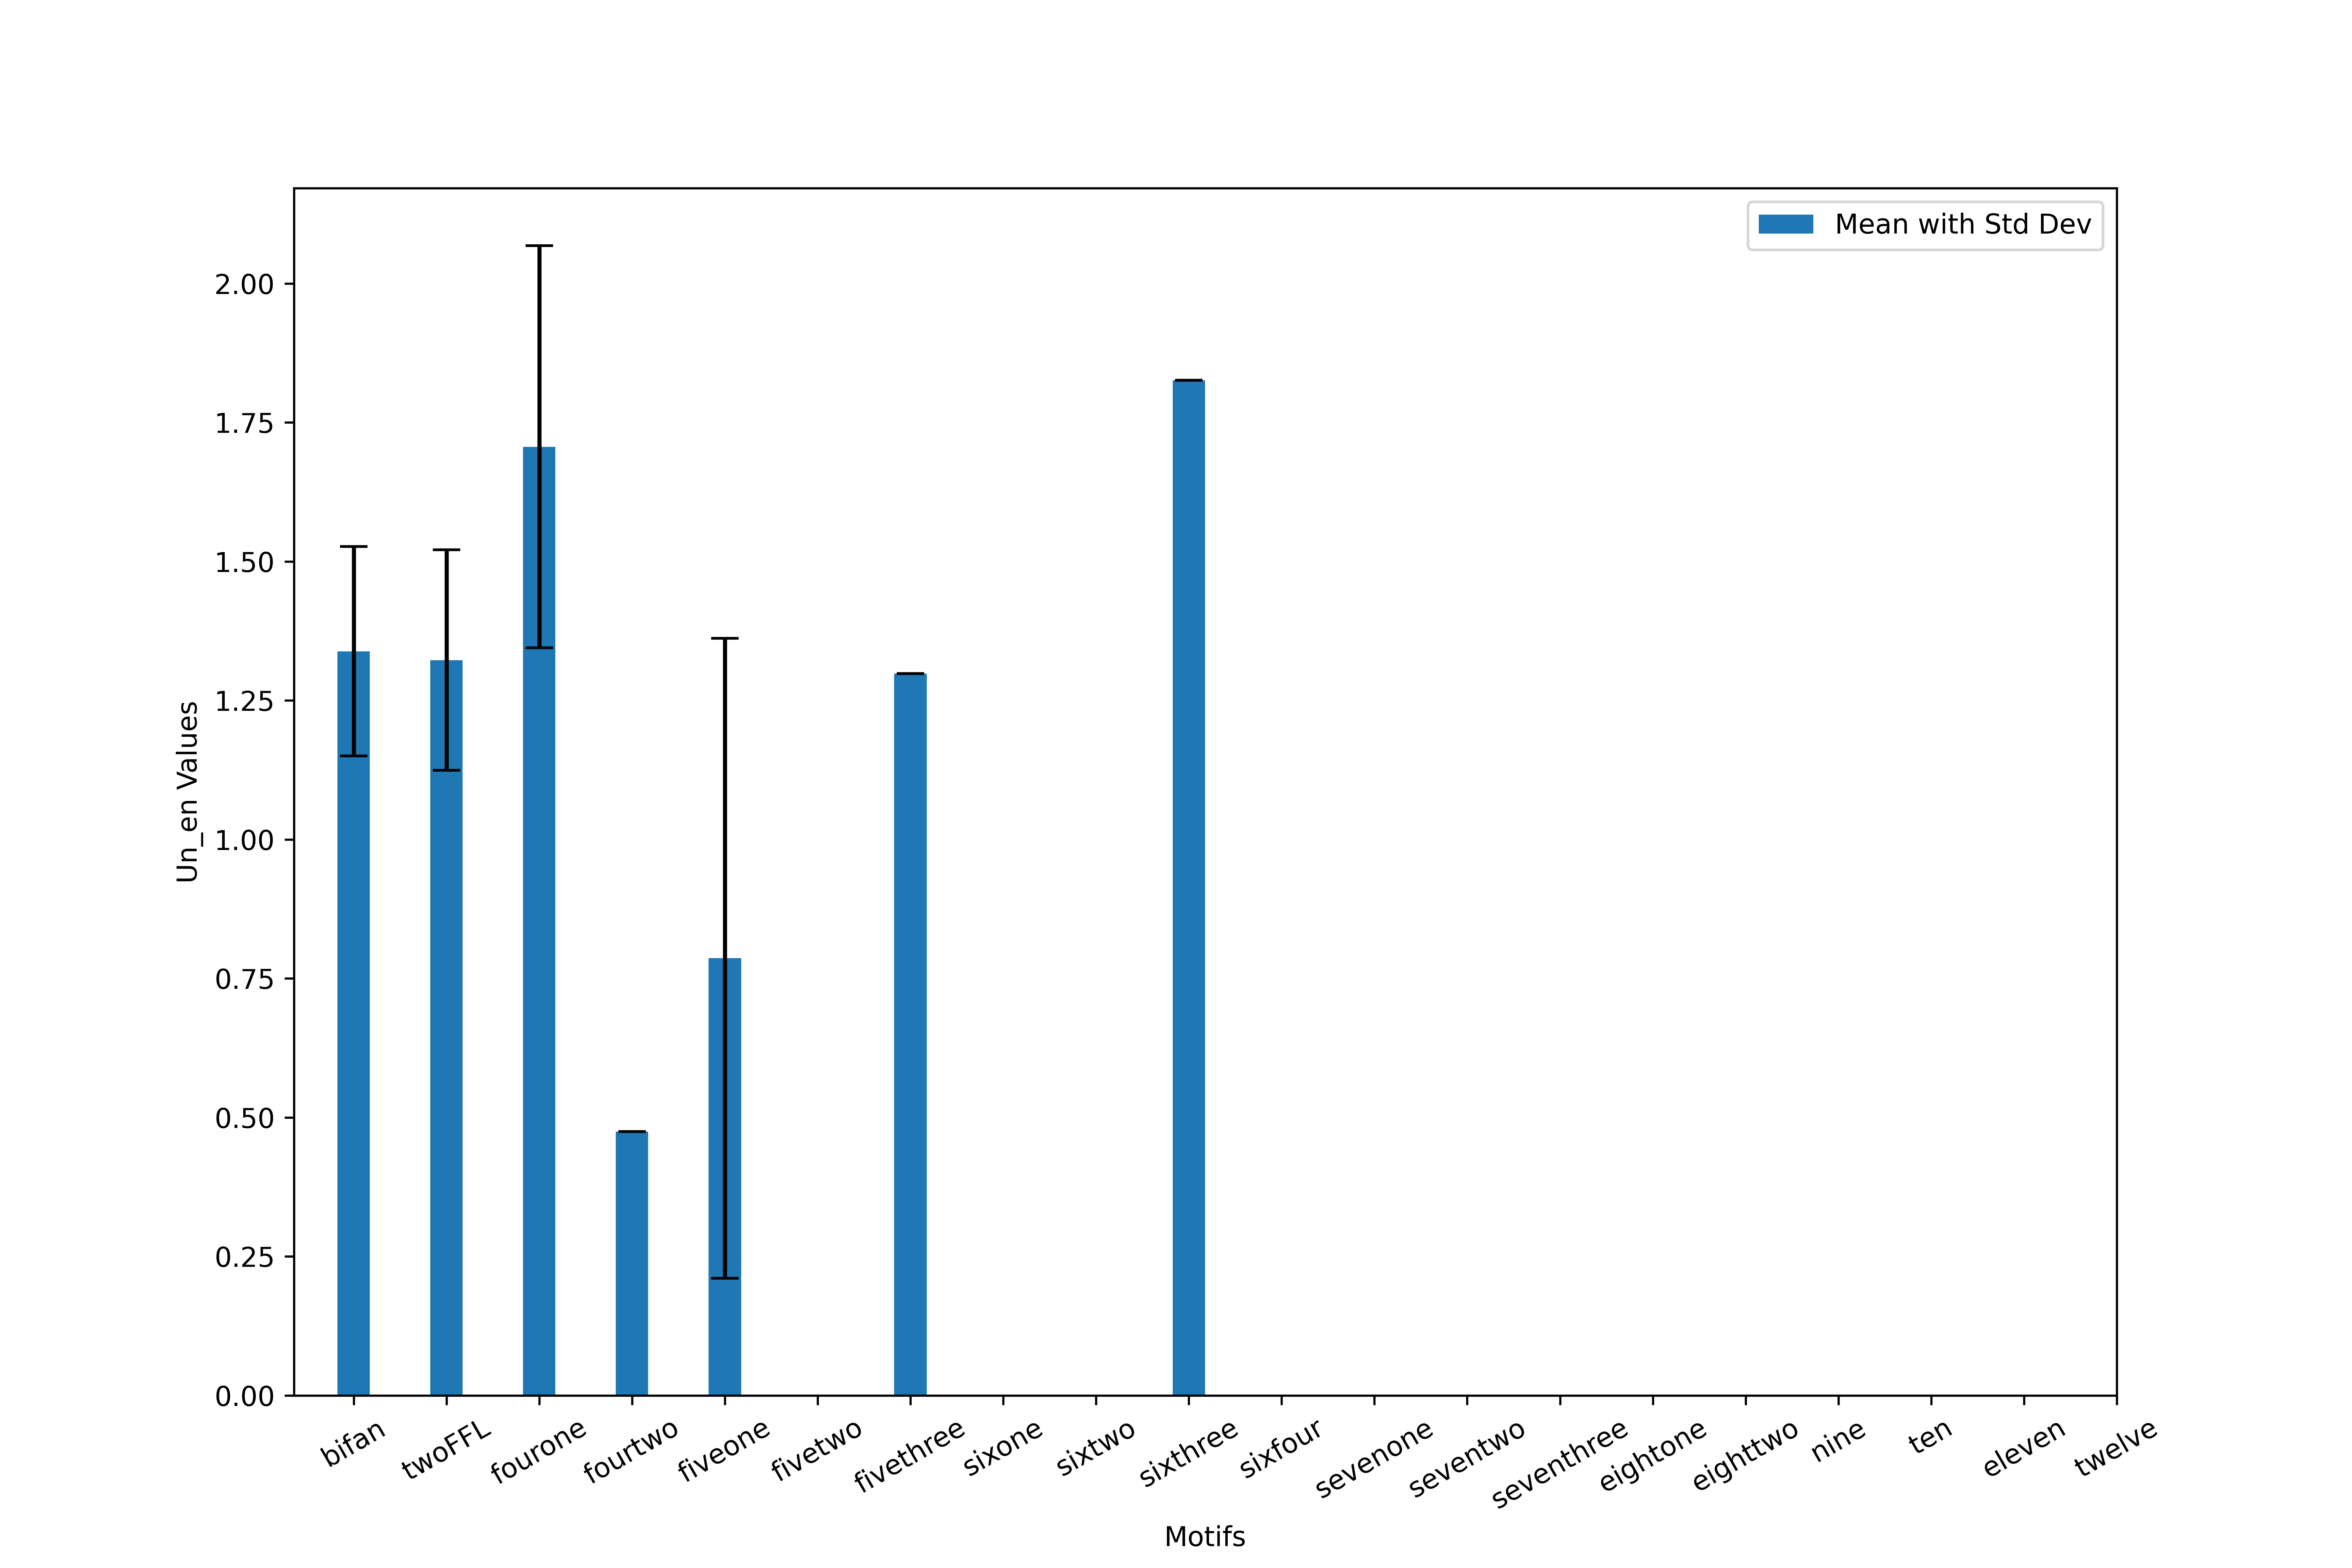 Mean with Std Dev
2.00
1.75
1.50
1.25
1.00
0.75
0.50
0.25
0.00
Un_en Values
bifan
twoFFL
fourone
fourtwo
fiveone
fivetwo
fivethree
sixone
sixtwo
sixthree
sixfour
sevenone
seventwo
seventhree
eightone
eighttwo
nine
ten
eleven
twelve
Motifs